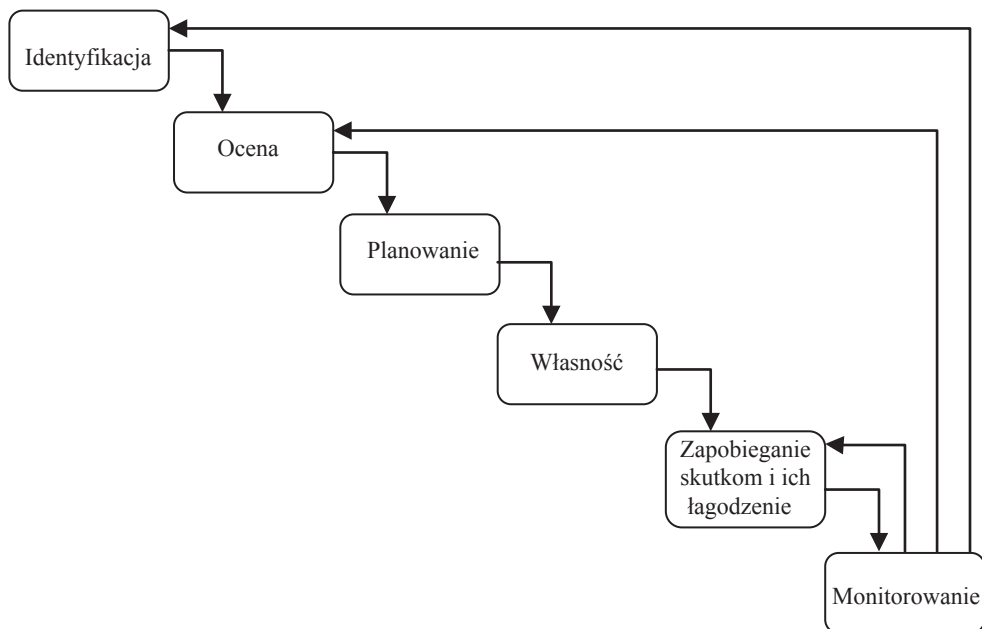 Identyfikacja
Ocena
Planowanie
Własność
Zapobieganie
skutkom i ich
łagodzenie
Monitorowanie